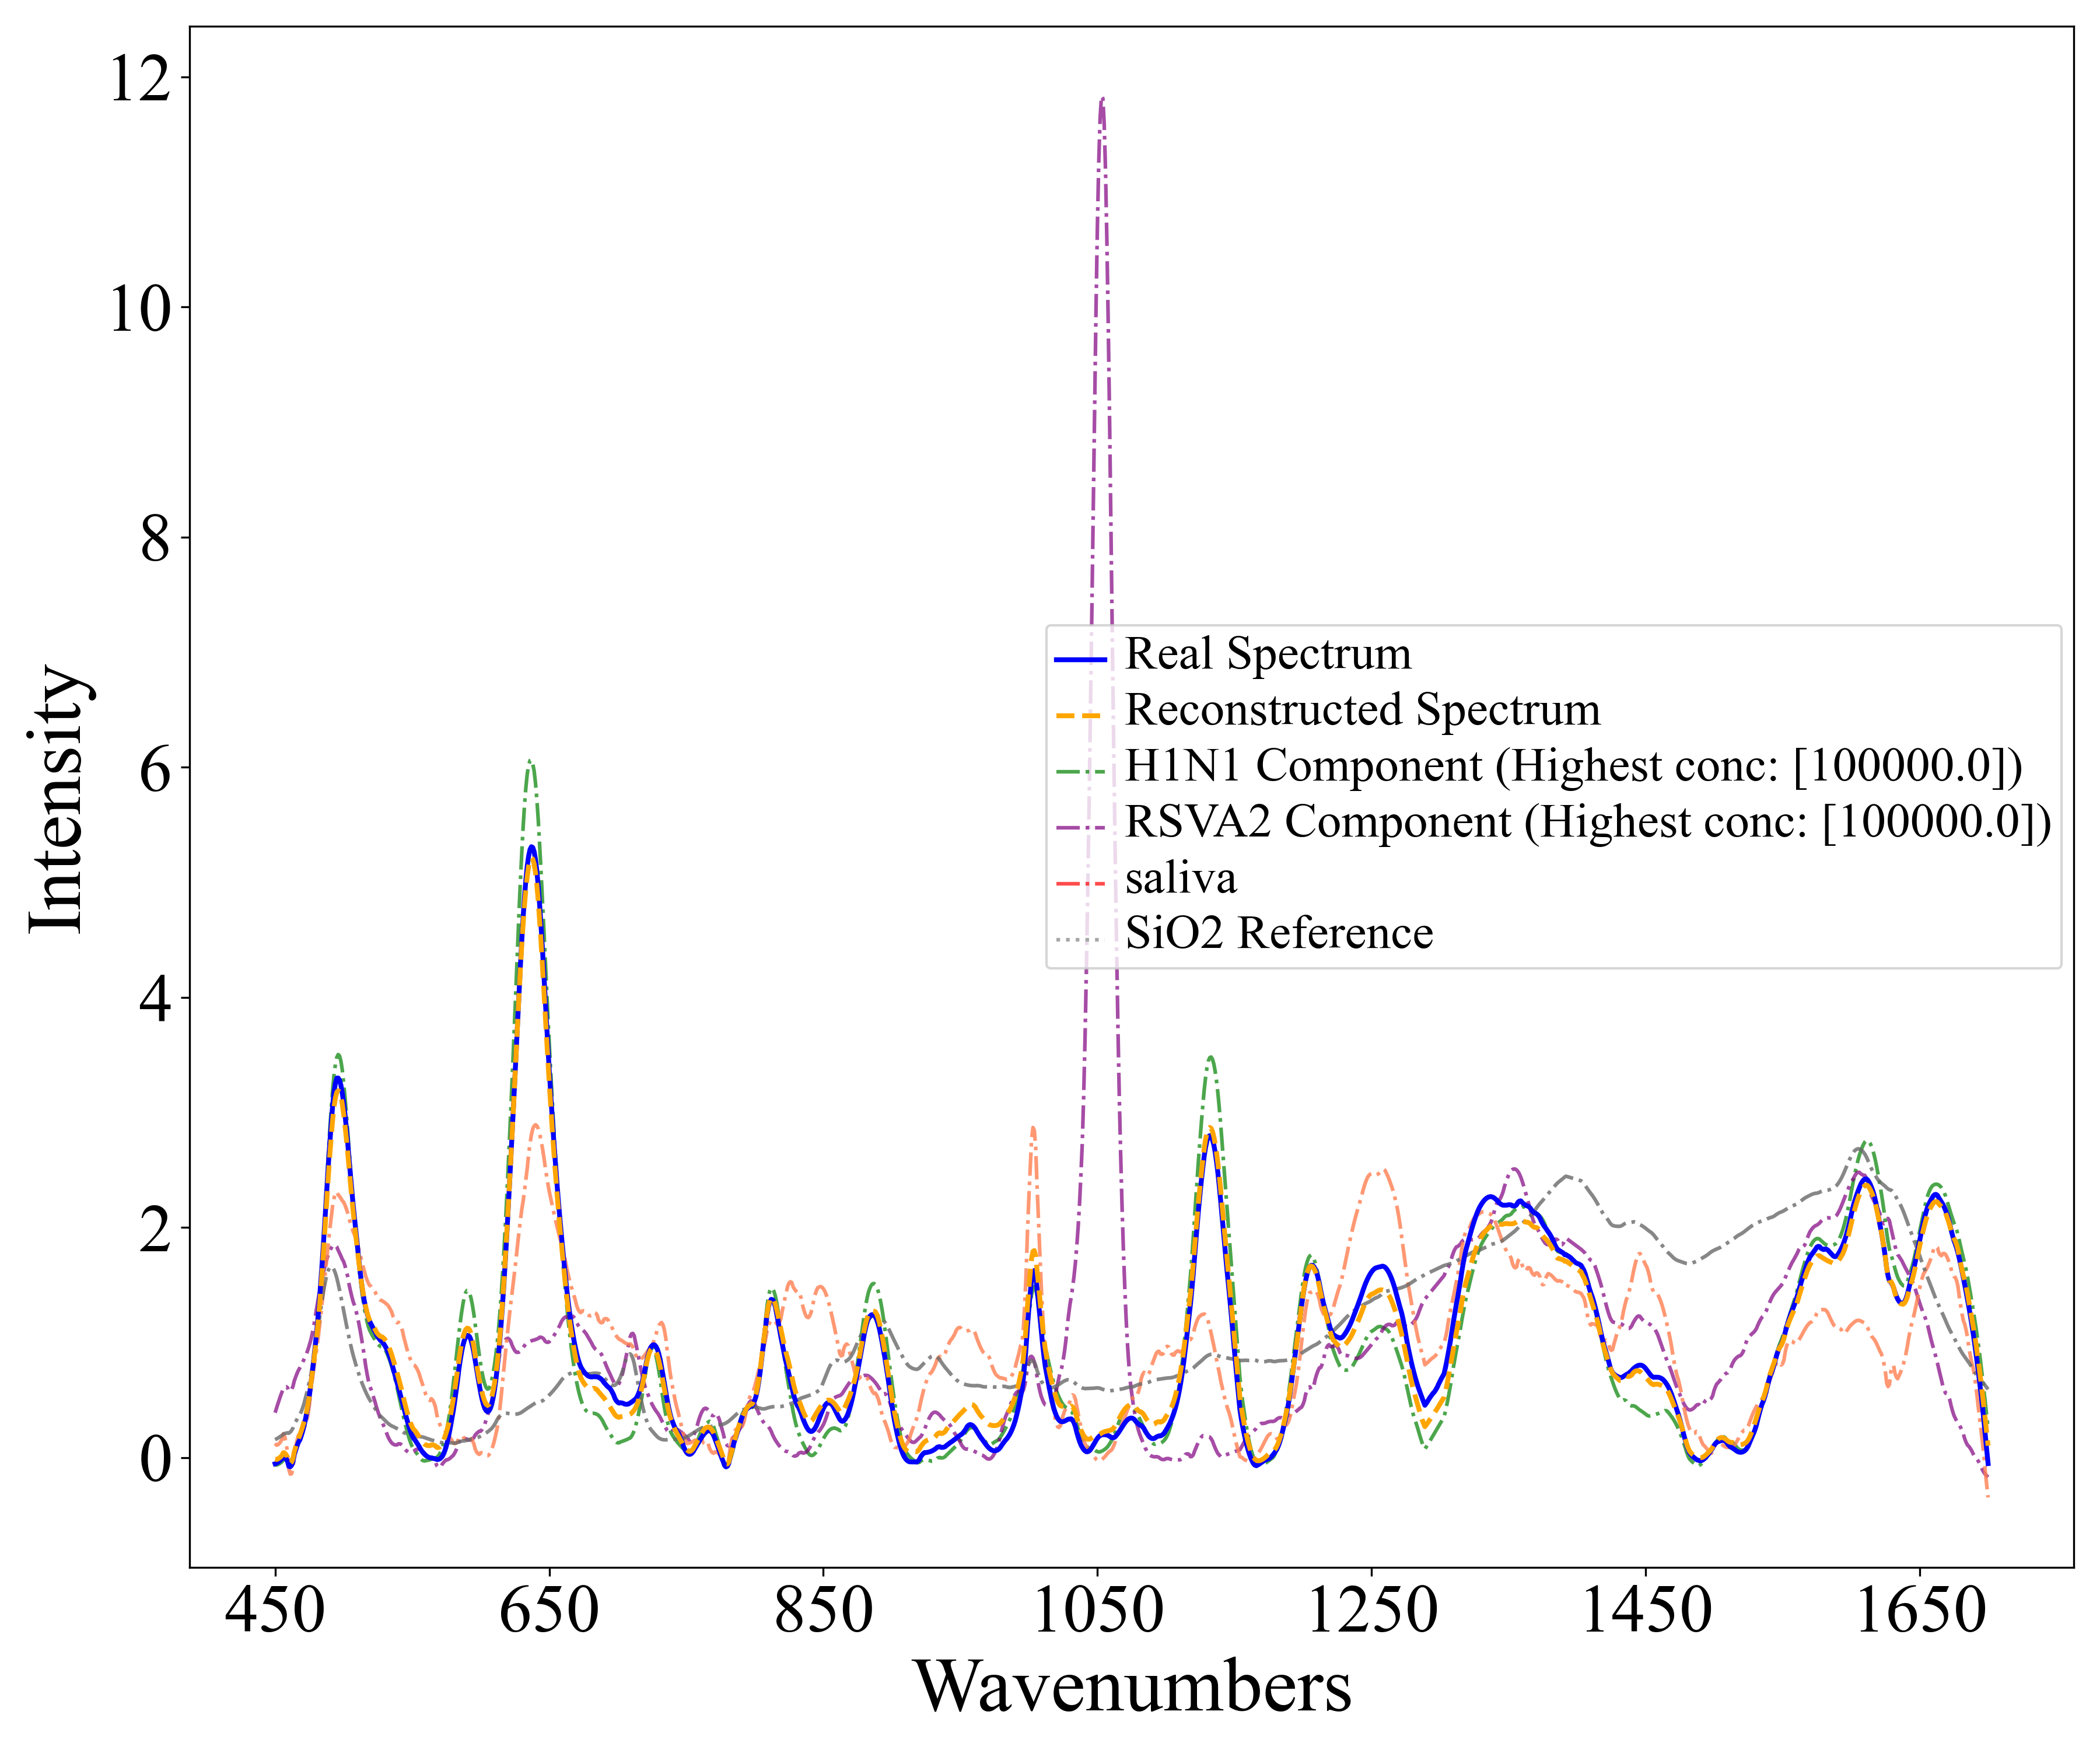 12
10
8
6
4
2
0
Intensity
Real Spectrum
Reconstructed Spectrum
H1N1 Component (Highest conc: [100000.0])
RSVA2 Component (Highest conc: [100000.0])
saliva
SiO2 Reference
450 650 850 1050 1250 1450 1650
Wavenumbers